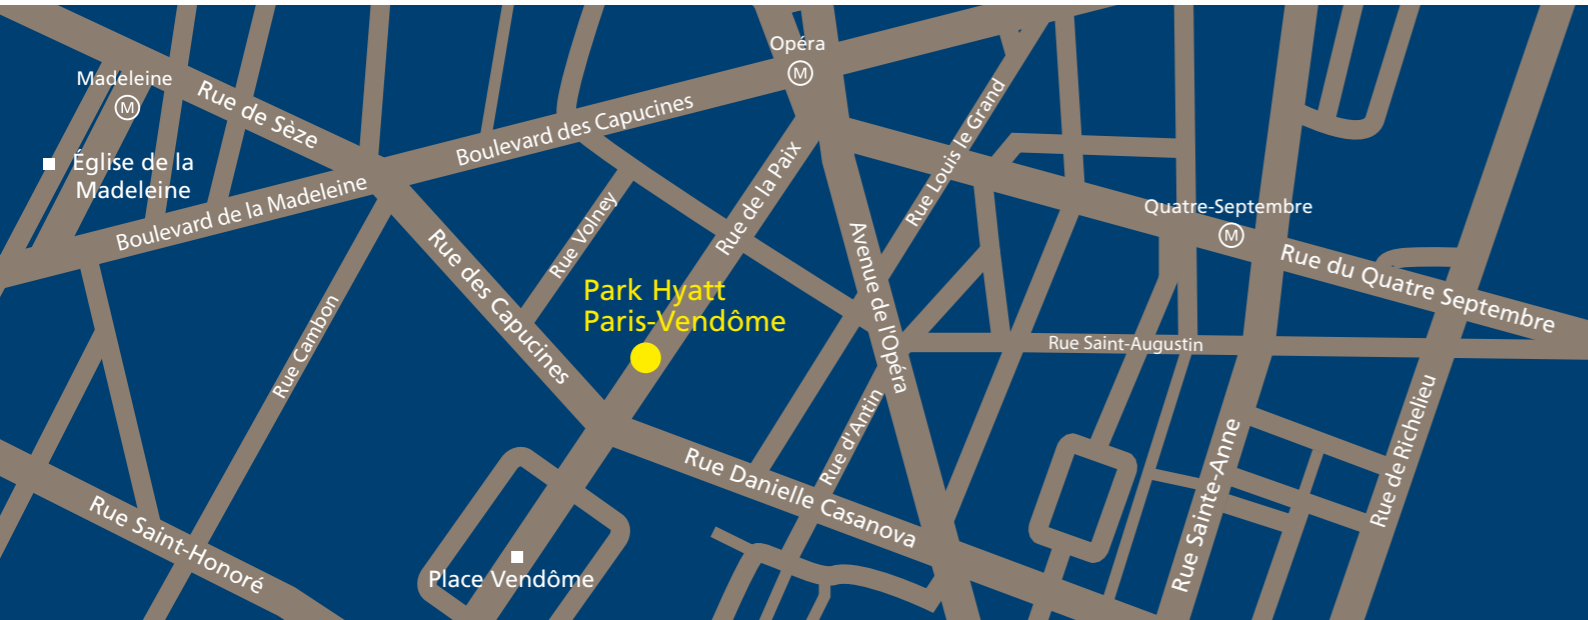 Opéra
M
Madeleine
M
Rue de Sèze
Boulevard des Capucines
Rue Louis le Grand
Église de la
Madeleine
Rue de la Paix
Boulevard de la Madeleine
Quatre-Septembre
M
Rue Volney
Rue des Capucines
Avenue de l'Opéra
Rue du Quatre Septembre
Park Hyatt
Paris-Vendôme
Rue Cambon
Rue Saint-Augustin
Rue d'Antin
Rue de Richelieu
Rue Sainte-Anne
Rue Danielle Casanova
Rue Saint-Honoré
Place Vendôme